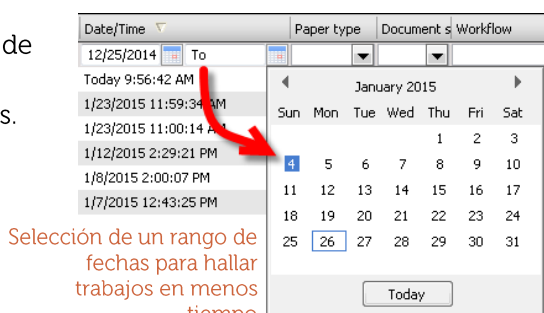 de
s.
Date/Time Paper type Document s Workflow
12/25/2014 To
Today 9:56:42 AM
1/23/2015 11:59:34 AM
1/23/2015 11:00:14 AM
1/12/2015 2:29:21 PM
1/8/2015 2:00:07 PM
1/7/2015 12:43:25 PM
January 2015
Sun Mon Tue Wed Thu Fri Sat
1 2 3
4 5 6 7 8 9 10
11 12 13 14 15 16 17
18 19 20 21 22 23 24
25 26 27 28 29 30 31
Today
Selección de un rango de
fechas para hallar
trabajos en menos
tiempo